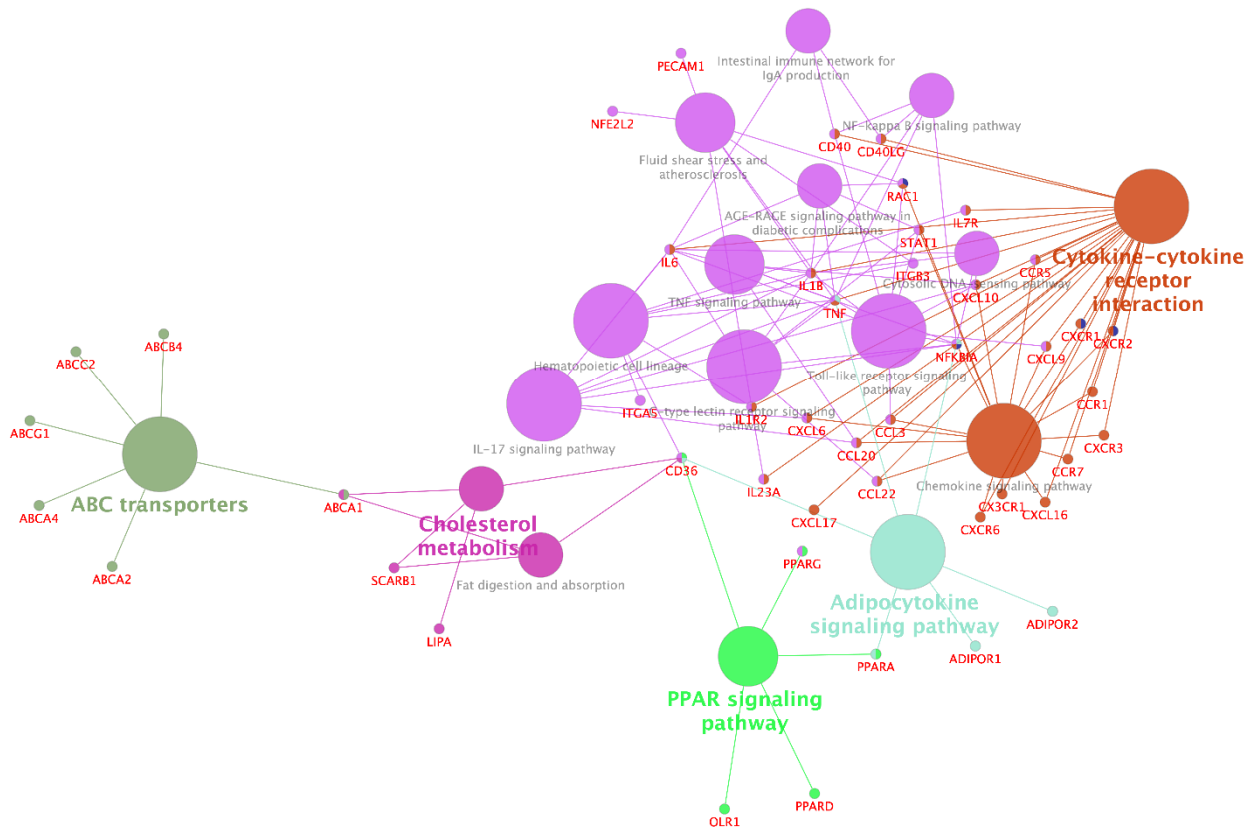 Intestinal immune network for
IgA production
PECAM1
NF-kappa B signaling pathway
NFE2L2
CD40
CD40LG
Fluid shear stress and
atherosclerosis
RAC1
AGE-RAGE signaling pathway in
diabetic complications
IL7R
STAT1
IL6
CCR5
Cytokine-cytokine
receptor
interaction
ITGB3
IL1B
Cytosolic DNA-sensing pathway
CXCL10
TNF signaling pathway
TNF
CXCR1
CXCR2
ABCB4
ABCC2
NFKBIA
CXCL9
Hematopoietic cell lineage
Toll-like receptor signaling
pathway
CCR1
ABCG1
ITGA5
-type lectin receptor signaling
pathway
IL1R2
CXCL6
CCL3
CXCR3
IL-17 signaling pathway
CCL20
CCR7
CD36
Chemokine signaling pathway
ABC transporters
ABCA4
ABCA1
IL23A
CCL22
CX3CR1
CXCL16
CXCL17
CXCR6
Cholesterol
metabolism
ABCA2
SCARB1
Fat digestion and absorption
PPARG
Adipocytokine
signaling pathway
ADIPOR2
LIPA
PPARA
ADIPOR1
PPAR signaling
pathway
OLR1
PPARD